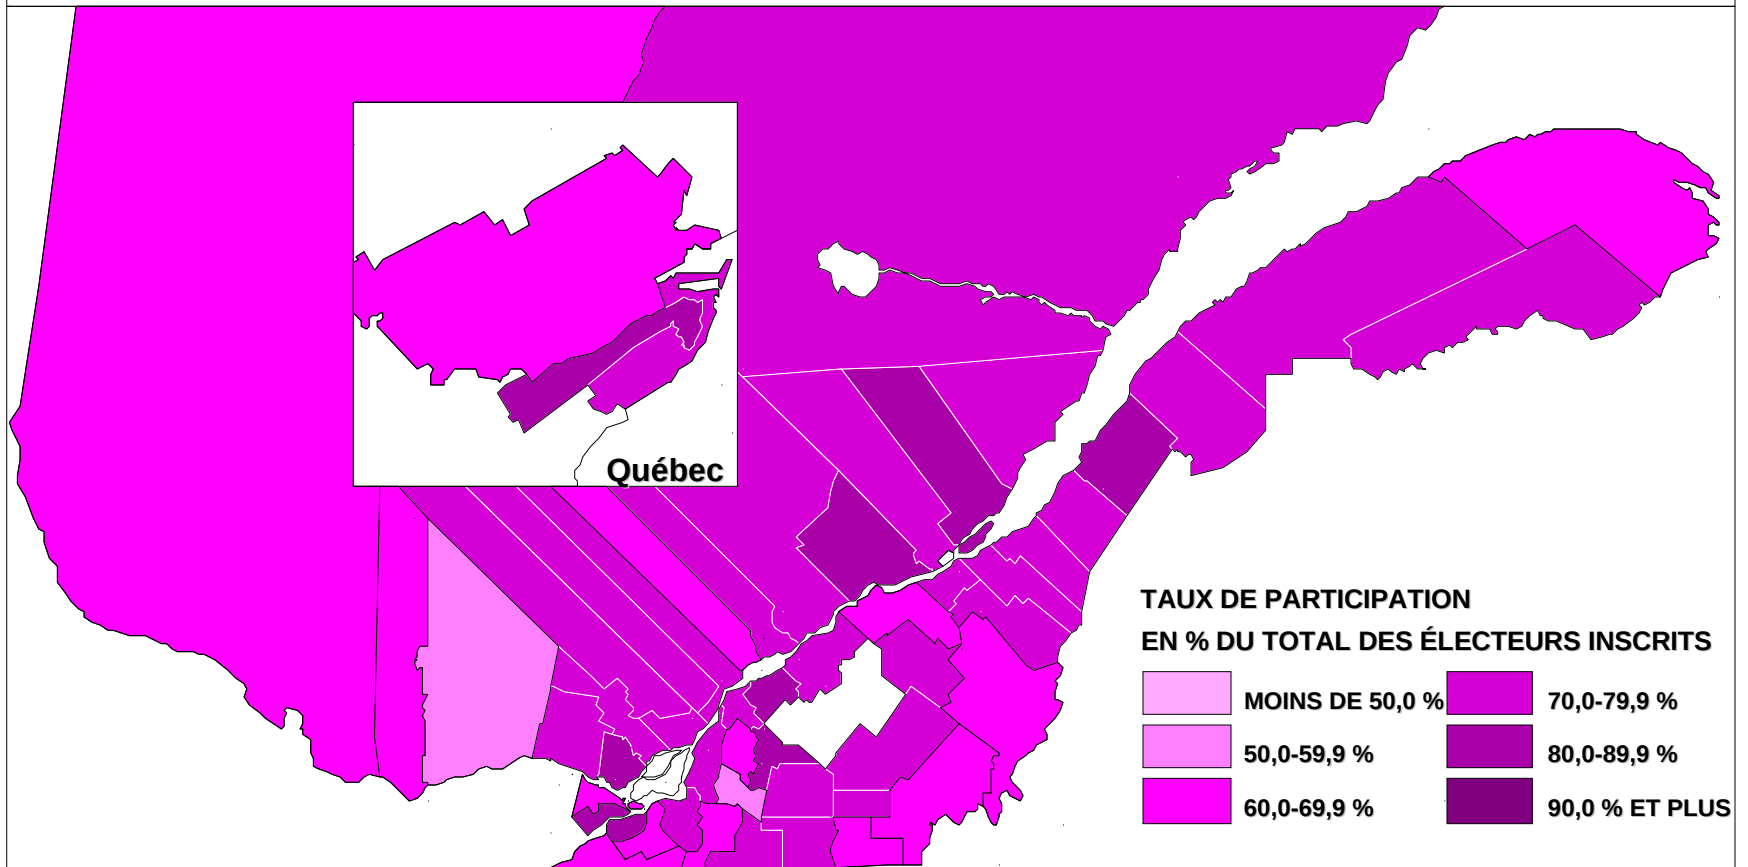 Québec
TAUX DE PARTICIPATION
EN % DU TOTAL DES ÉLECTEURS INSCRITS
MOINS DE 50,0 %
50,0-59,9 %
60,0-69,9 %
70,0-79,9 %
80,0-89,9 %
90,0 % ET PLUS